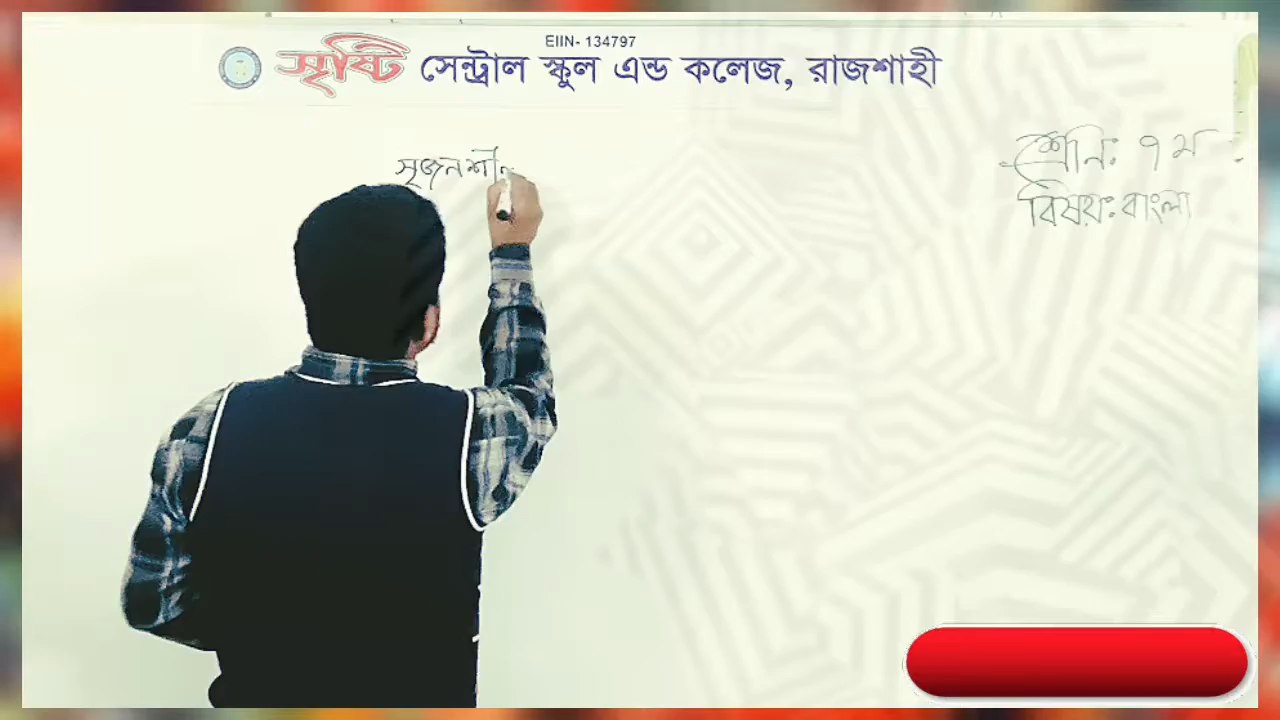 EIIN- 134797
সৃষ্টি সেন্ট্রাল স্কুল এন্ড কলেজ, রাজশাহী
সৃজনশী
শ্রেনি: ৭ম
বিষয়ঃ বাংলা